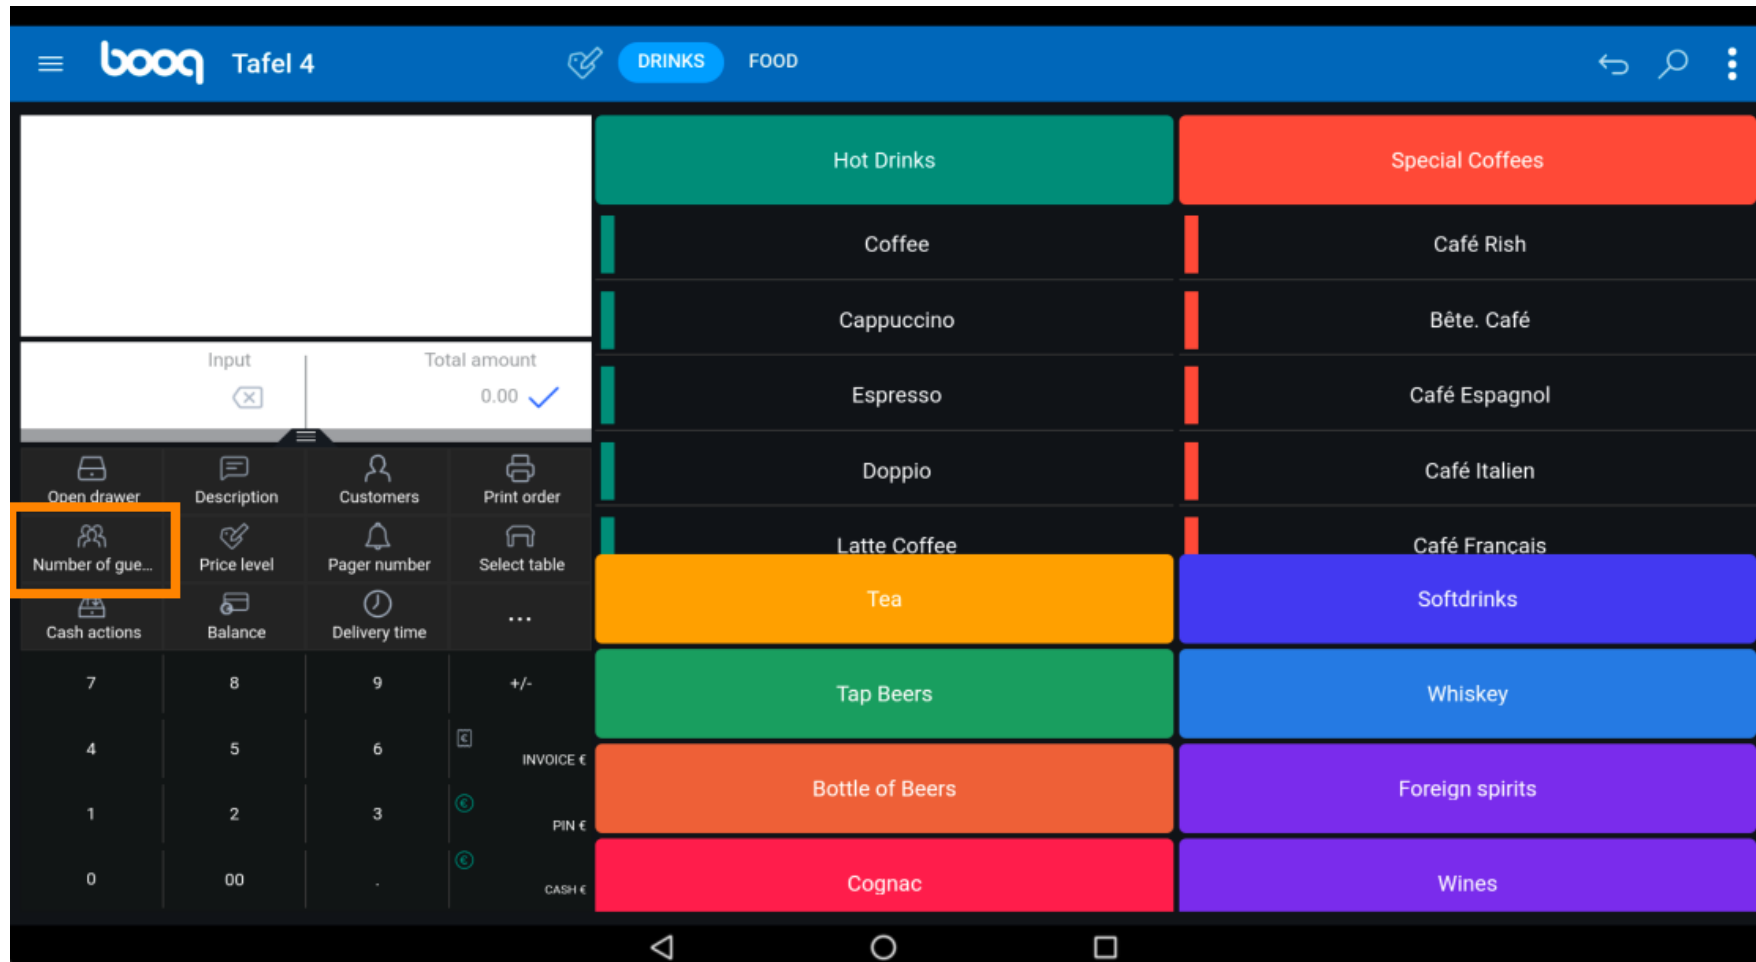 booq Tafel 4 DRINKS FOOD
Hot Drinks Special Coffees
Coffee Café Rish
Cappuccino Bête. Café
Input Total amount
0.00
Espresso Café Espagnol
Doppio Café Italien
Open drawer Description Customers Print order
Latte Coffee Café Français
Number of gue... Price level Pager number Select table
Tea Softdrinks
Cash actions Balance Delivery time ...
7 8 9 +/-
Tap Beers Whiskey
4 5 6 INVOICE €
Bottle of Beers Foreign spirits
1 2 3 PIN €
0 00 . CASH €
Cognac Wines